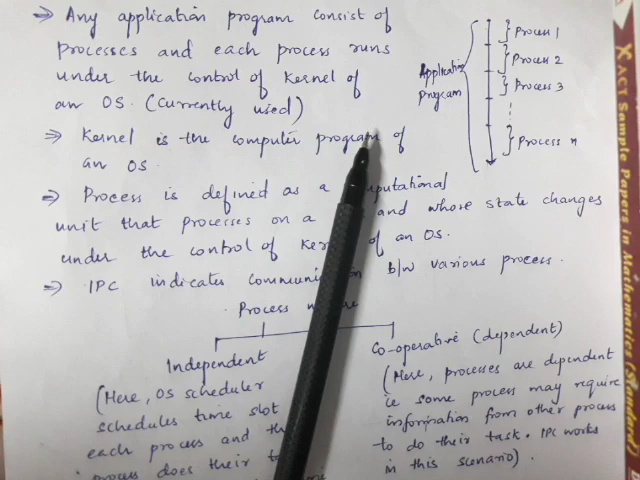 ⇒ Any application program consist of
processes and each process runs
under the control of Kernel of
an OS. (currently used)
⇒ Kernel is the computer program of
an OS.
⇒ Process is defined as a
unit that processes on a and whose state changes
under the control of of an OS.
⇒ IPC indicates b/w various process.
Process
Independent
(Here, OS scheduler
schedules time slot
each process and
process does their
Co-operative (dependent)
(Here, processes are dependent
ie some process may require
information from other process
to do their task. IPC works
in this scenario).
Application
program
Process 1
Process 2
Process 3
Process n
X ACT Sample Papers in Mathematics (Standard)